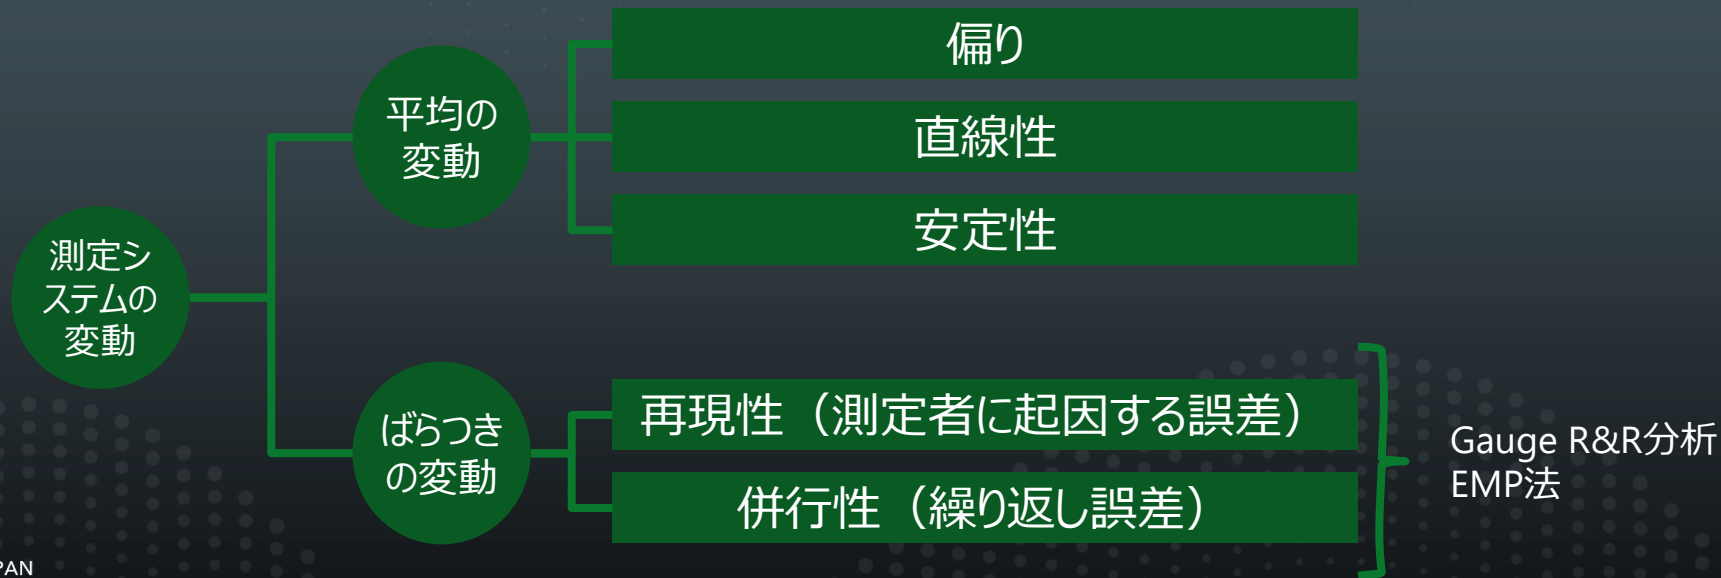 測定シ
ステムの
変動
平均の
変動
偏り
直線性
安定性
ばらつき
の変動
再現性（測定者に起因する誤差）
併行性（繰り返し誤差）
Gauge R&R分析
EMP法
PAN